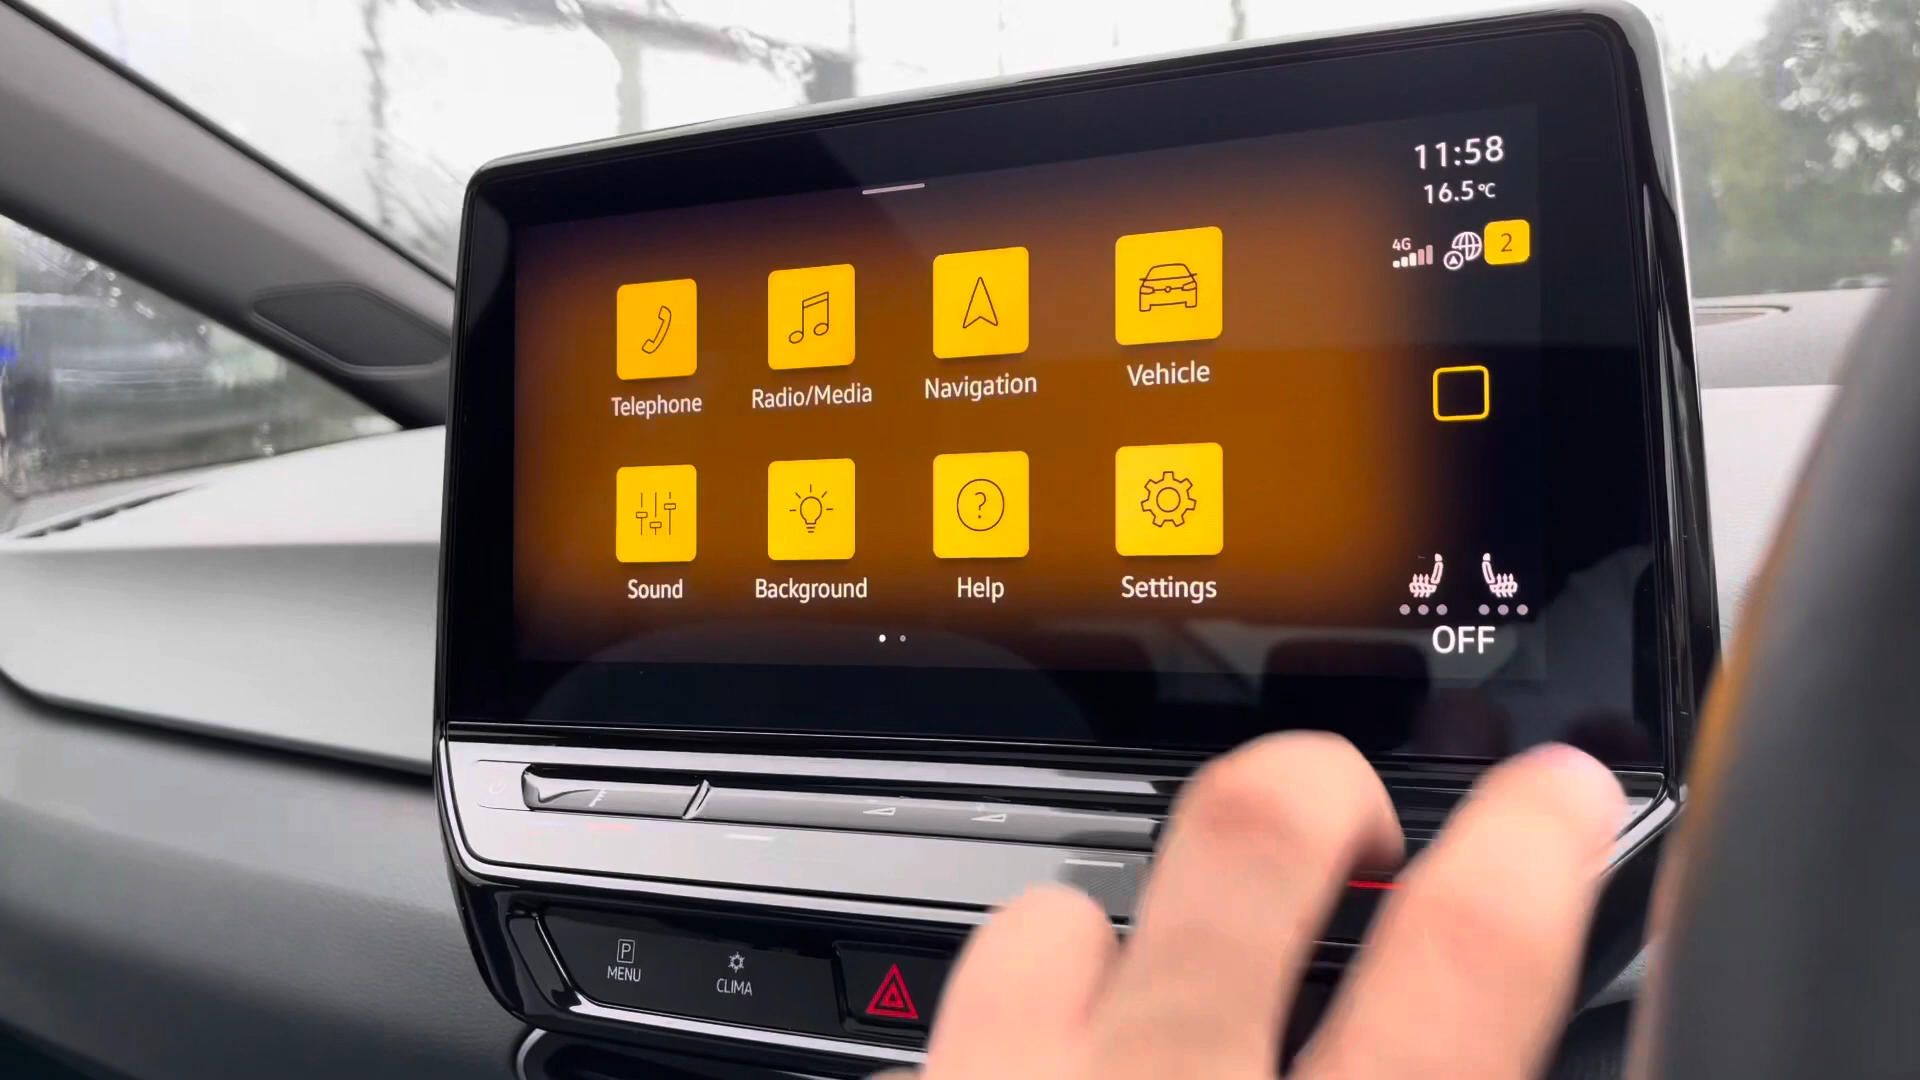 11:58
16.5°C
4G
2
Telephone
Radio/Media
Navigation
Vehicle
Sound
Background
?
Help
Settings
OFF
P
MENU
CLIMA